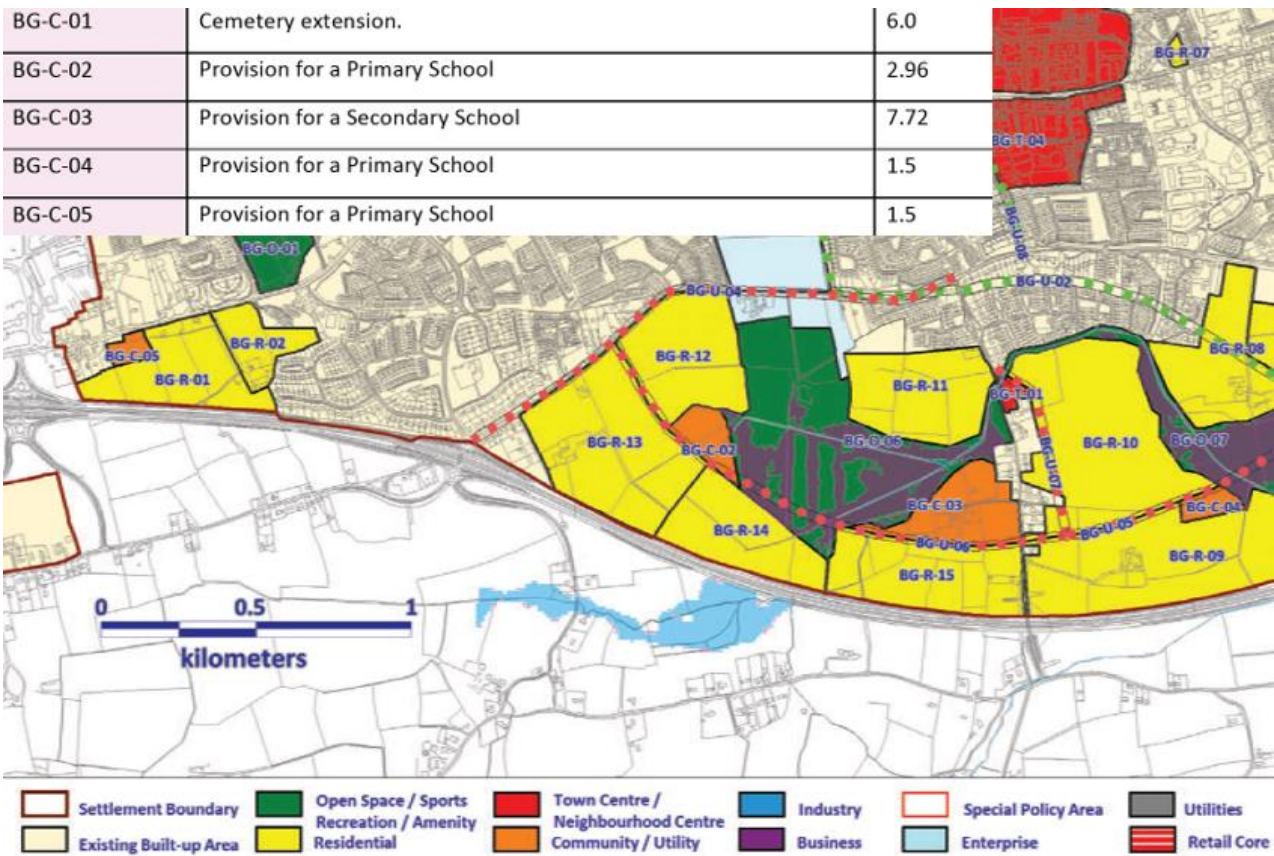 BG-C-01 Cemetery extension. 6.0
BG-C-02 Provision for a Primary School 2.96
BG-C-03 Provision for a Secondary School 7.72
BG-C-04 Provision for a Primary School 1.5
BG-C-05 Provision for a Primary School 1.5
BG-R-07
BG-T-04
BG-U-08
BG-O-01
BG-U-04
BG-U-02
BG-C-05
BG-R-02
BG-R-01
BG-R-12
BG-R-11
BG-R-08
BG-T-01
BG-R-13
BG-C-02
BG-O-06
BG-U-07
BG-R-10
BG-O-07
BG-R-14
BG-C-03
BG-C-04
BG-U-06
BG-U-05
BG-R-15
BG-R-09
0 0.5 1
kilometers
Settlement Boundary
Existing Built-up Area
Open Space / Sports
Recreation / Amenity
Residential
Town Centre /
Neighbourhood Centre
Community / Utility
Industry
Business
Special Policy Area
Enterprise
Utilities
Retail Core